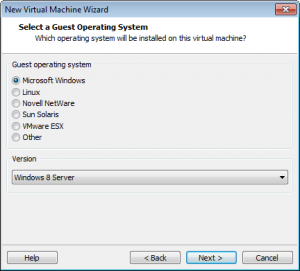 New Virtual Machine Wizard
Select a Guest Operating System
Which operating system will be installed on this virtual machine?
Guest operating system
Microsoft Windows
Linux
Novell NetWare
Sun Solaris
VMware ESX
Other
Version
Windows 8 Server
Help
< Back
Next >
Cancel